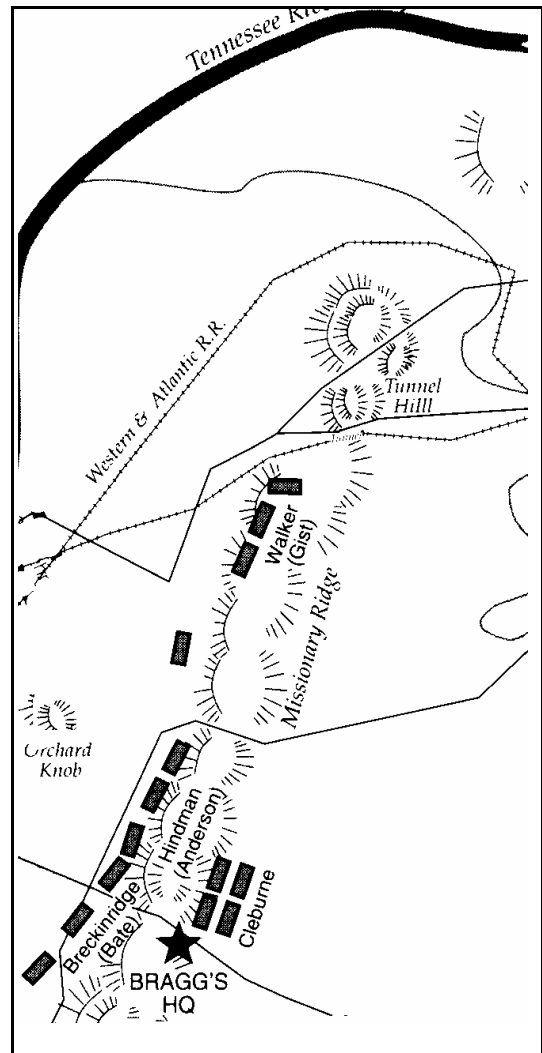 Tennessee
Western & Atlantic R.R.
Tunnel
Hilll
Walker
(Gist)
Missionary Ridge
Orchard
Knob
Hindman
(Anderson)
Breckinridge
(Bate)
Cleburne
BRAGG'S
HQ